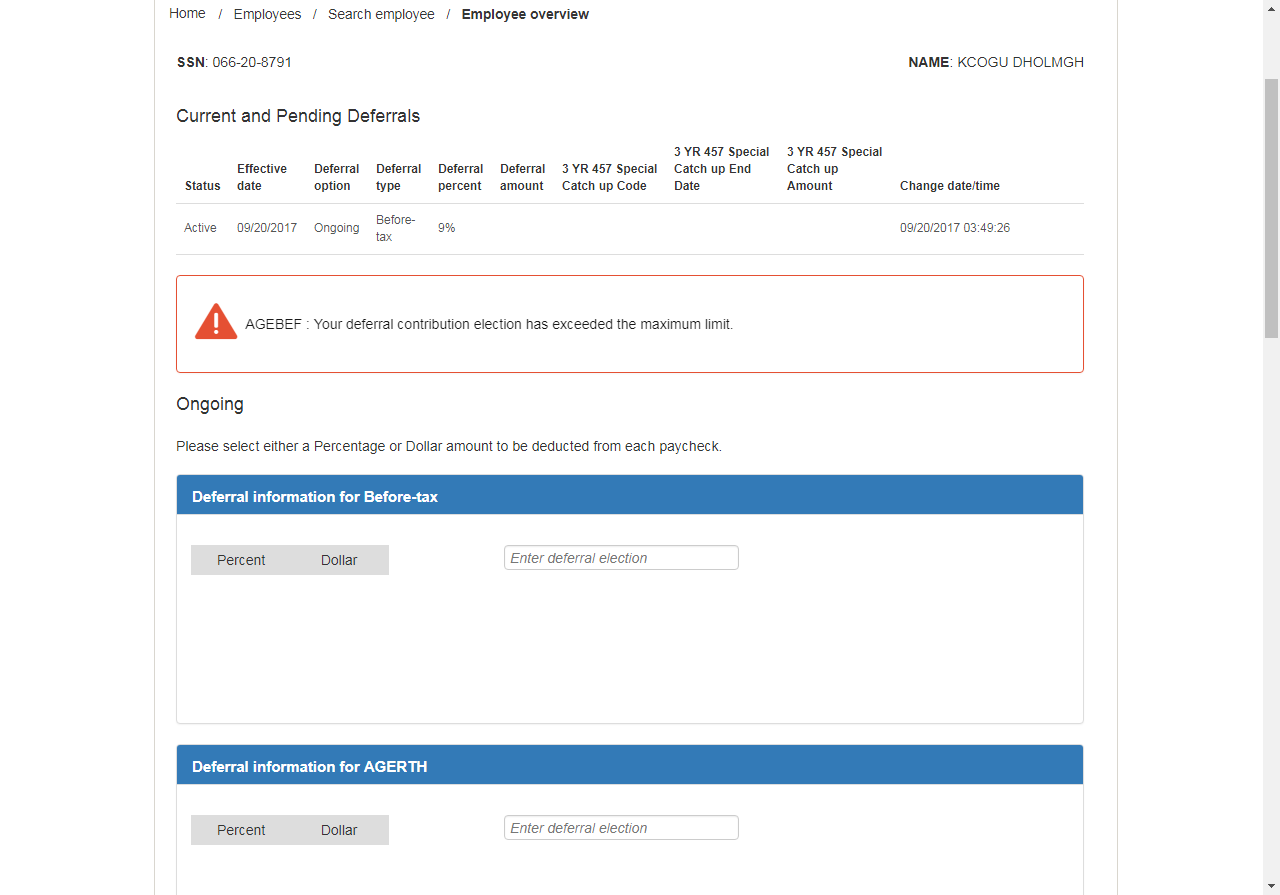 Home / Employees / Search employee / Employee overview
SSN: 066-20-8791 NAME: KCOGU DHOLMGH
Current and Pending Deferrals
Status Effective date Deferral option Deferral type Deferral percent Deferral amount 3 YR 457 Special Catch up Code 3 YR 457 Special Catch up End Date 3 YR 457 Special Catch up Amount Change date/time
Active 09/20/2017 Ongoing Before-tax 9% 09/20/2017 03:49:26
AGEBEF : Your deferral contribution election has exceeded the maximum limit.
Ongoing
Please select either a Percentage or Dollar amount to be deducted from each paycheck.
Deferral information for Before-tax
Percent Dollar Enter deferral election
Deferral information for AGERTH
Percent Dollar Enter deferral election